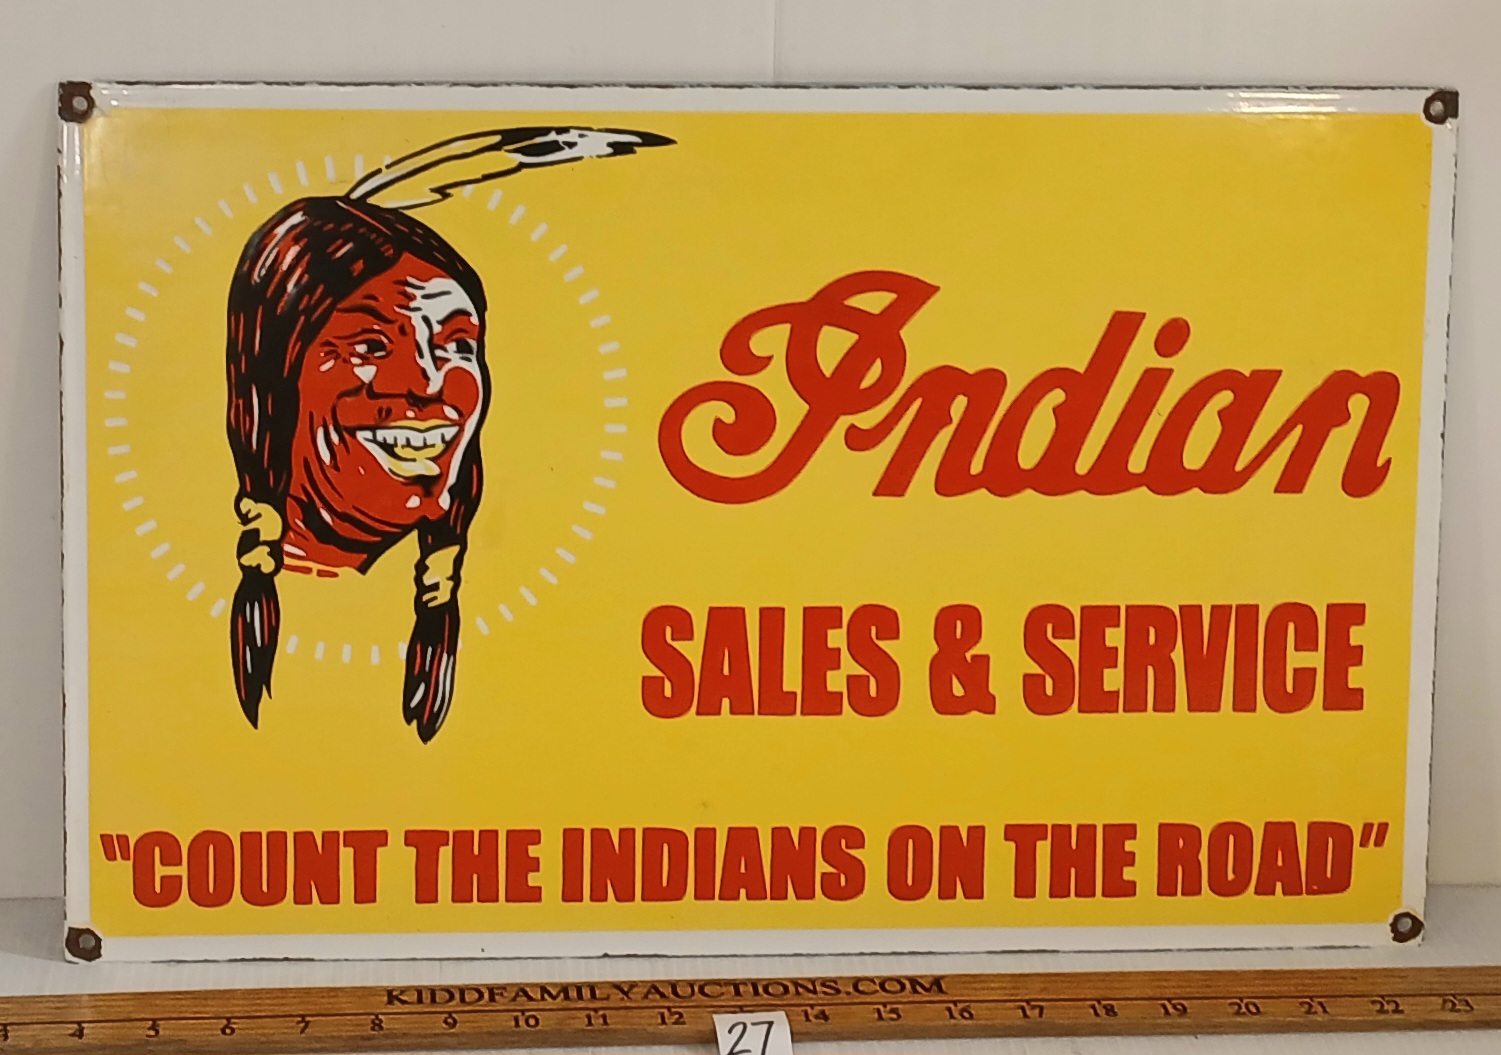 Indian
SALES & SERVICE
"COUNT THE INDIANS ON THE ROAD"
KIDDFAMILYAUCTIONS.COM
3 4 5 6 7 8 9 10 11 12 14 15 16 17 18 19 20 21 22 23
27